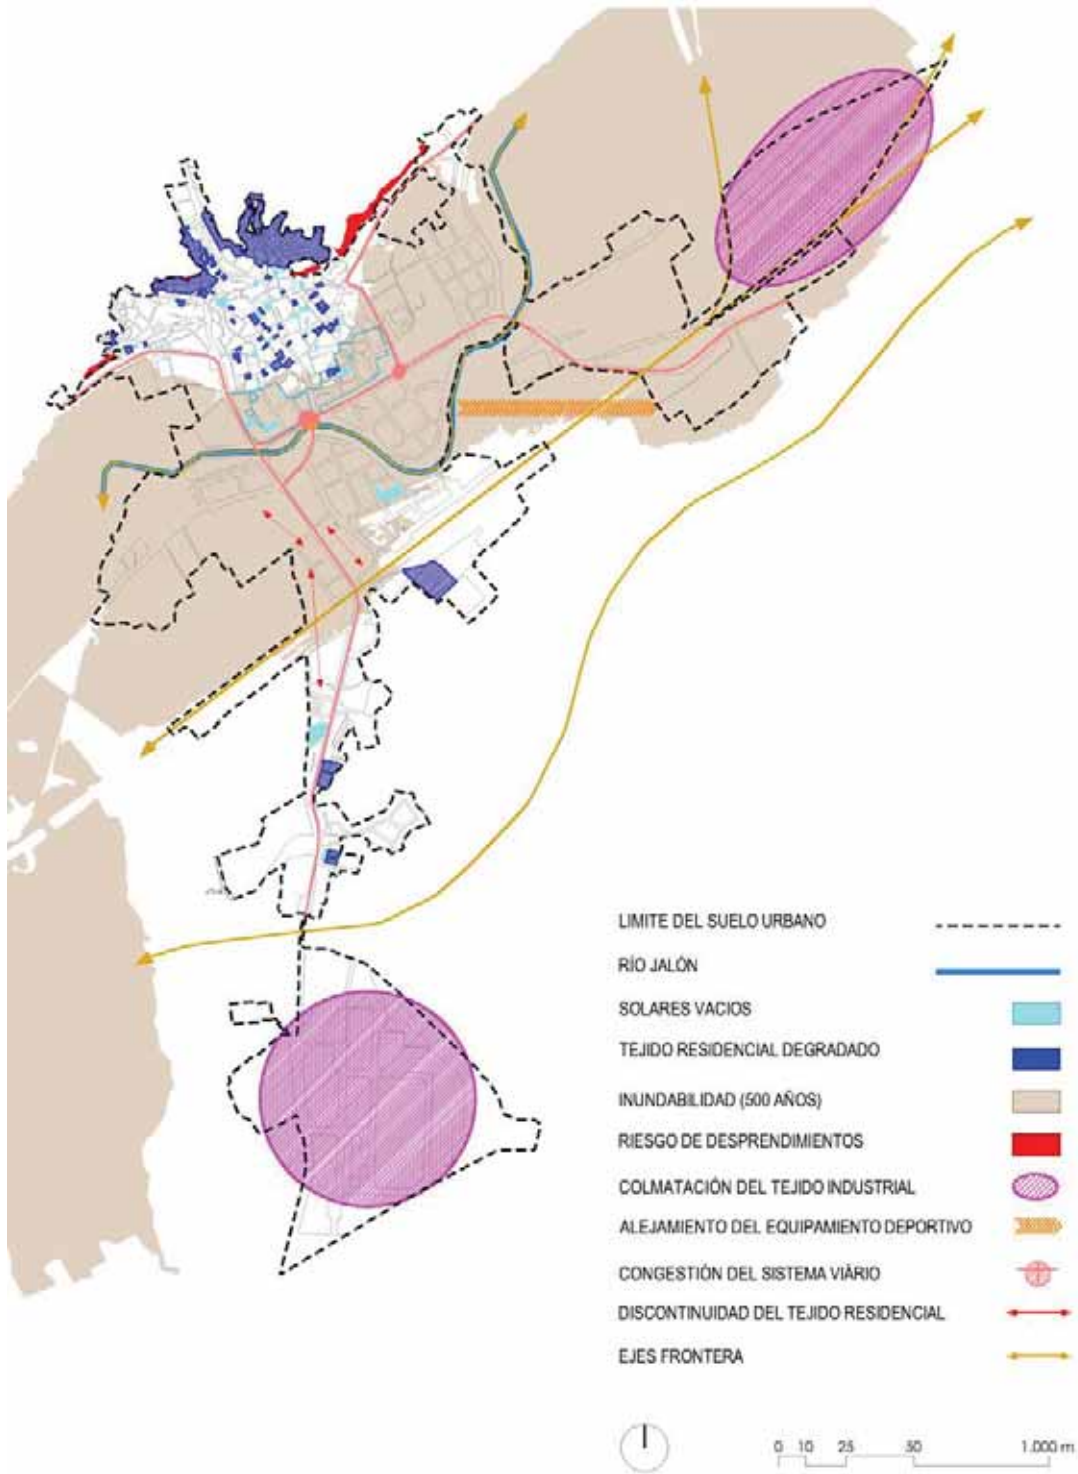 LIMITE DEL SUELO URBANO
RÍO JALÓN
SOLARES VACIOS
TEJIDO RESIDENCIAL DEGRADADO
INUNDABILIDAD (500 AÑOS)
RIESGO DE DESPRENDIMIENTOS
COLMATACIÓN DEL TEJIDO INDUSTRIAL
ALEJAMIENTO DEL EQUIPAMIENTO DEPORTIVO
CONGESTIÓN DEL SISTEMA VIÀRIO
DISCONTINUIDAD DEL TEJIDO RESIDENCIAL
EJES FRONTERA
0 10 25 50 1.000 m